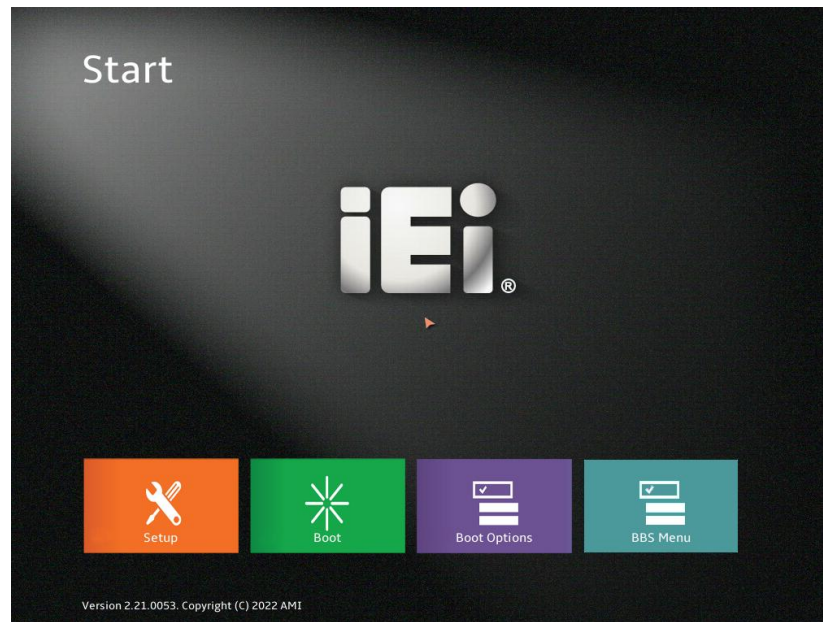 Start
iEi®
Setup
Boot
Boot Options
BBS Menu
Version 2.21.0053. Copyright (C) 2022 AMI